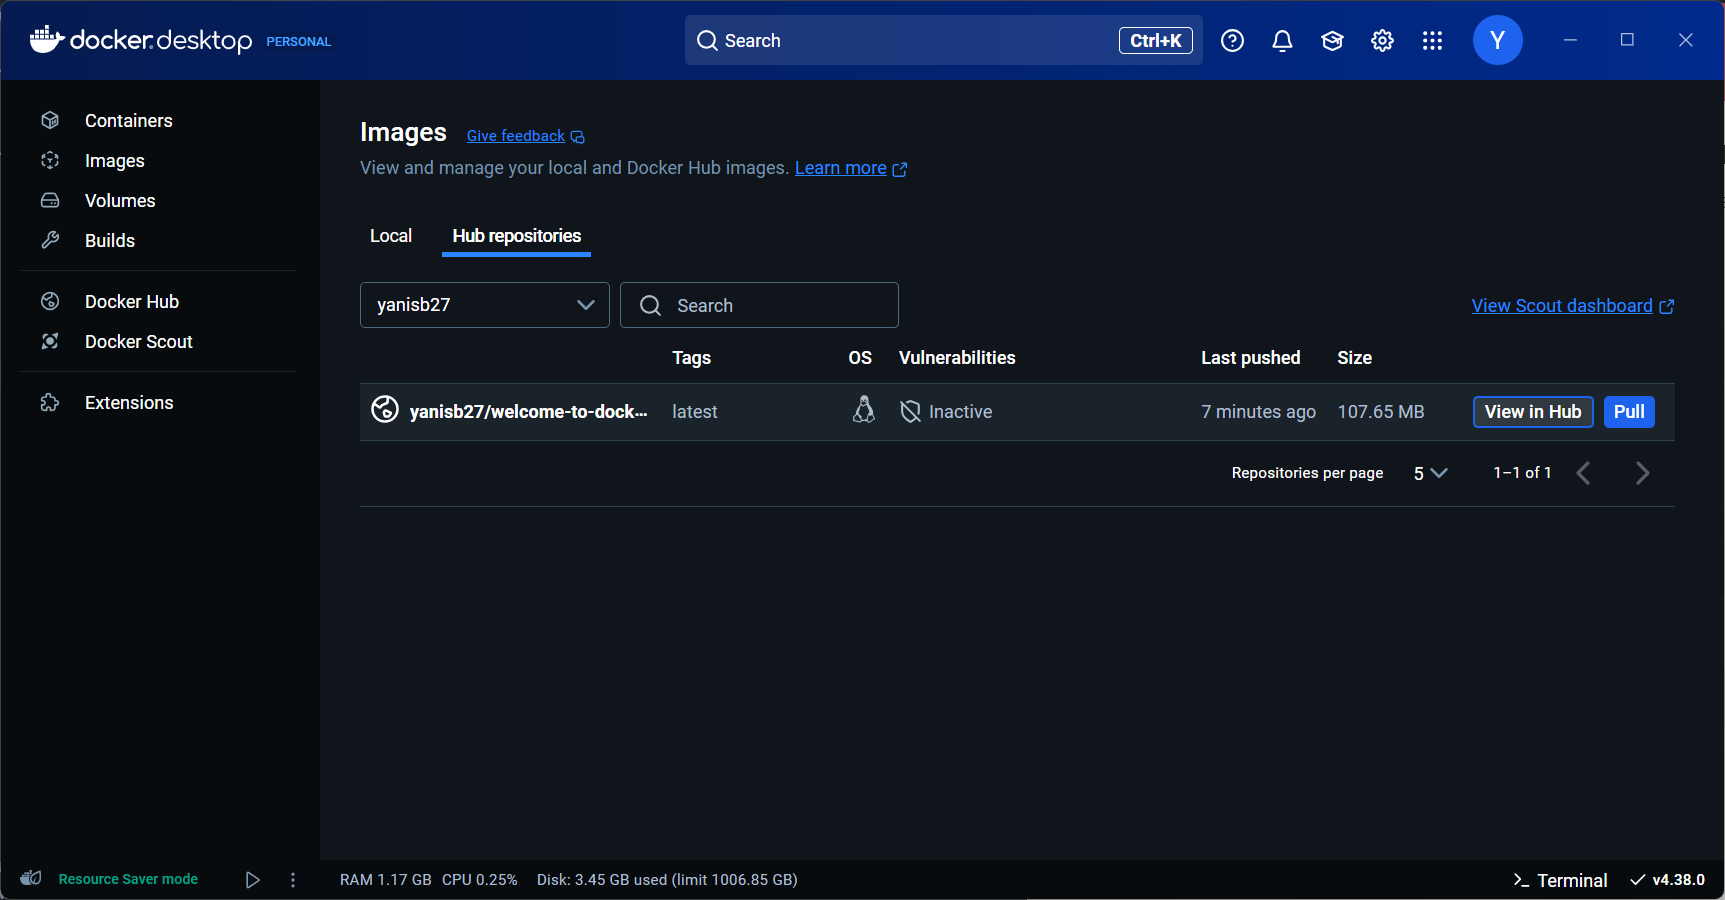 docker.desktop PERSONAL
Search Ctrl+K
Y
Containers
Images
Volumes
Builds
Docker Hub
Docker Scout
Extensions
Images Give feedback
View and manage your local and Docker Hub images. Learn more
Local Hub repositories
yanisb27 Search View Scout dashboard
Tags OS Vulnerabilities Last pushed Size
yanisb27/welcome-to-dock... latest Inactive 7 minutes ago 107.65 MB View in Hub Pull
Repositories per page 5 1–1 of 1
Resource Saver mode RAM 1.17 GB CPU 0.25% Disk: 3.45 GB used (limit 1006.85 GB) Terminal v4.38.0